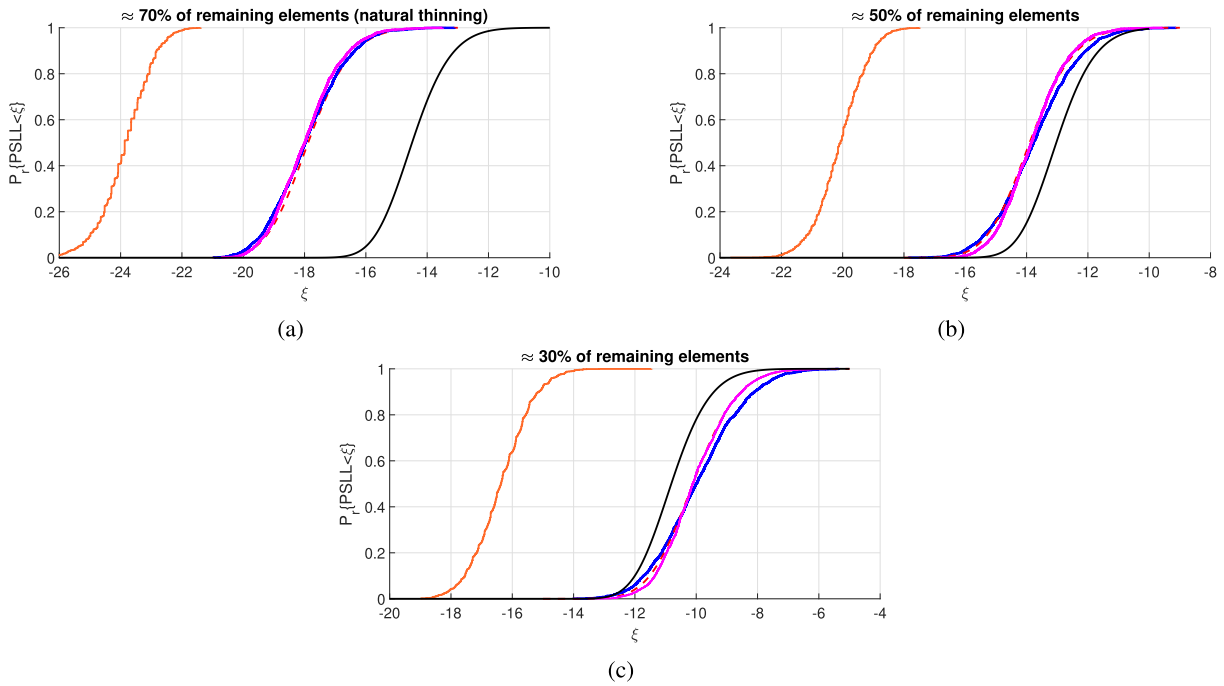 ≈ 70% of remaining elements (natural thinning)
1
0.8
0.6
0.4
0.2
0
P_r{PSLL<ξ}
-26 -24 -22 -20 -18 -16 -14 -12 -10
ξ
(a)
≈ 50% of remaining elements
1
0.8
0.6
0.4
0.2
0
P_r{PSLL<ξ}
-24 -22 -20 -18 -16 -14 -12 -10 -8
ξ
(b)
≈ 30% of remaining elements
1
0.8
0.6
0.4
0.2
0
P_r{PSLL<ξ}
-20 -18 -16 -14 -12 -10 -8 -6 -4
ξ
(c)